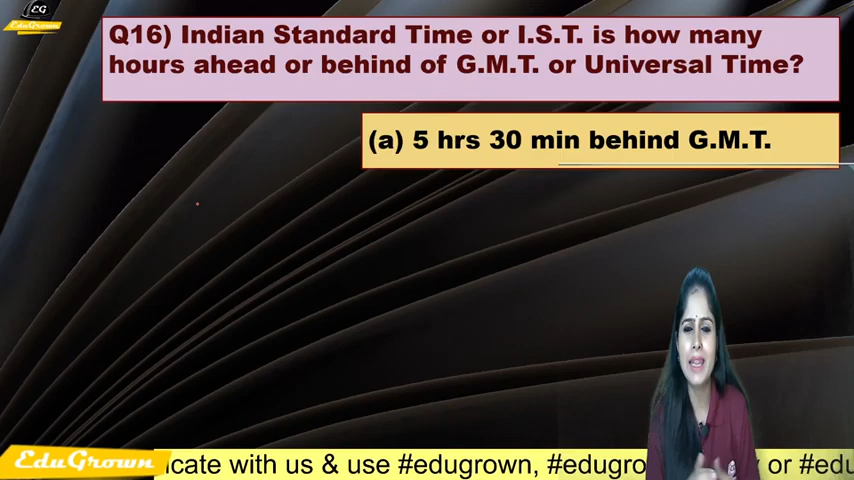 EG
EduGrown
Q16) Indian Standard Time or I.S.T. is how many
hours ahead or behind of G.M.T. or Universal Time?
(a) 5 hrs 30 min behind G.M.T.
EduGrown
icate with us & use #edugrown, #edugro y or #edu